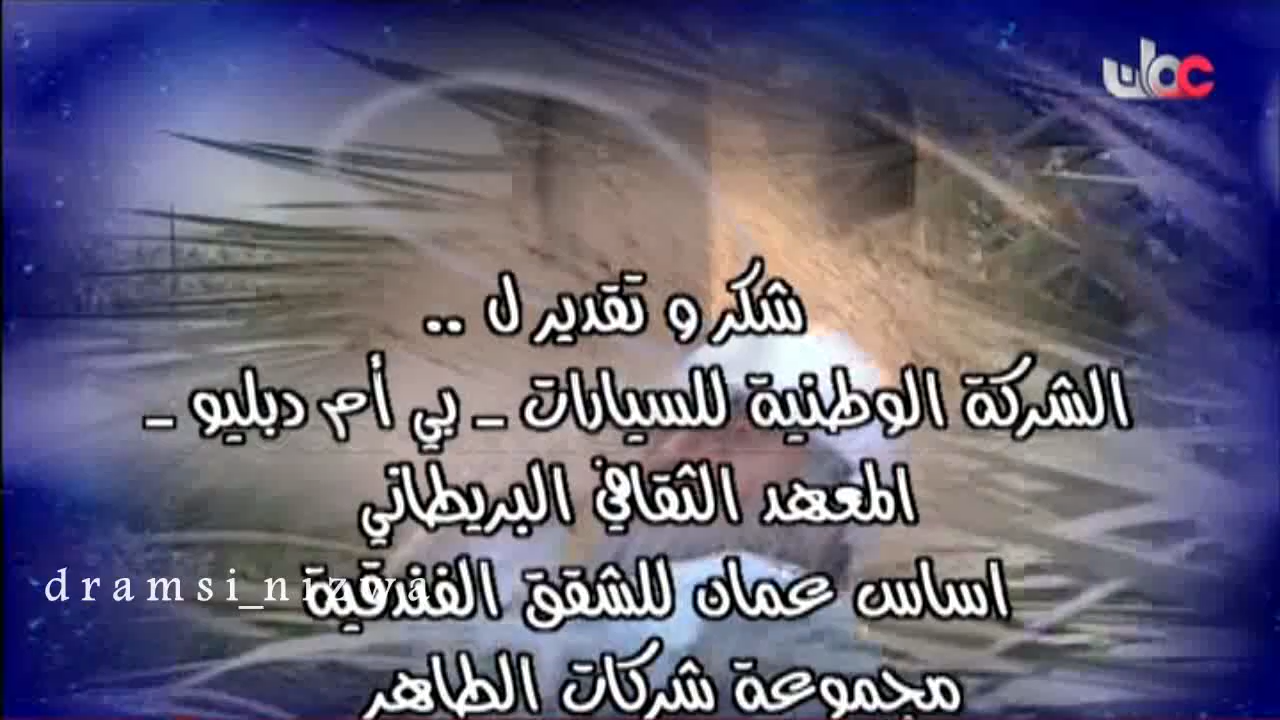 عمان
شكر و تقدير ل ..
الشركة الوطنية للسيارات - بي أم دبليو -
المعهد الثقافي البريطاني
اساس عمان للشقق الفندقية
dramsi_nizwa
مجموعة شركات الطاهر